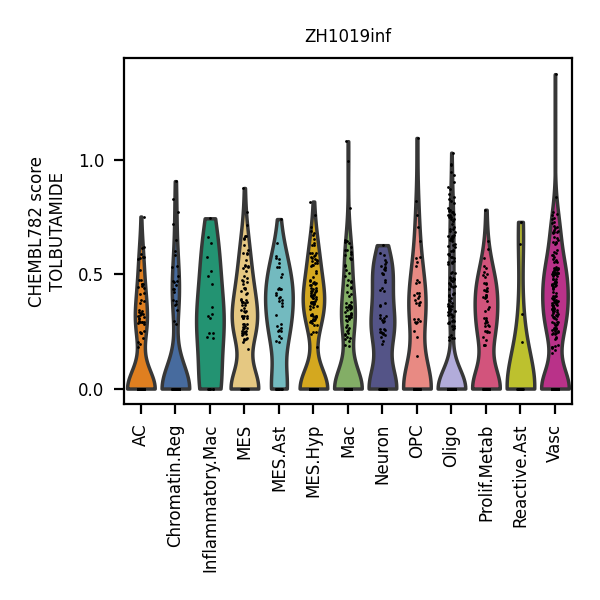 ZH1019inf
CHEMBL782 score
TOLBUTAMIDE
1.0
0.5
0.0
AC
Chromatin.Reg
Inflammatory.Mac
MES
MES.Ast
MES.Hyp
Mac
Neuron
OPC
Oligo
Prolif.Metab
Reactive.Ast
Vasc